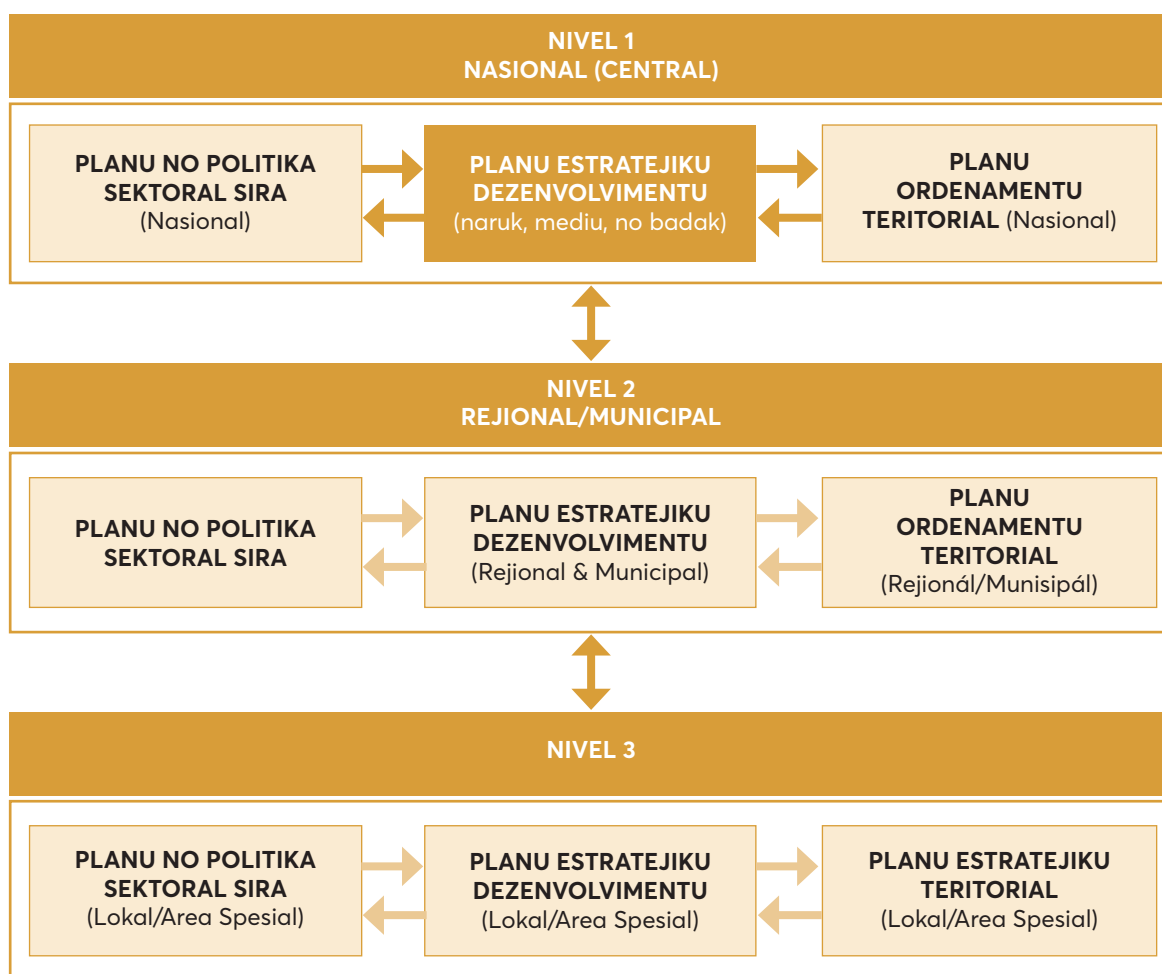 NIVEL 1
NASIONAL (CENTRAL)
PLANU NO POLITIKA
SEKTORAL SIRA
(Nasional)
PLANU ESTRATEJIKU
DEZENVOLVIMENTU
(naruk, mediu, no badak)
PLANU
ORDENAMENTU
TERITORIAL (Nasional)
NIVEL 2
REJIONAL/MUNICIPAL
PLANU NO POLITIKA
SEKTORAL SIRA
PLANU ESTRATEJIKU
DEZENVOLVIMENTU
(Rejional & Municipal)
PLANU
ORDENAMENTU
TERITORIAL
(Rejionál/Munisipál)
NIVEL 3
PLANU NO POLITIKA
SEKTORAL SIRA
(Lokal/Area Spesial)
PLANU ESTRATEJIKU
DEZENVOLVIMENTU
(Lokal/Area Spesial)
PLANU ESTRATEJIKU
TERITORIAL
(Lokal/Area Spesial)